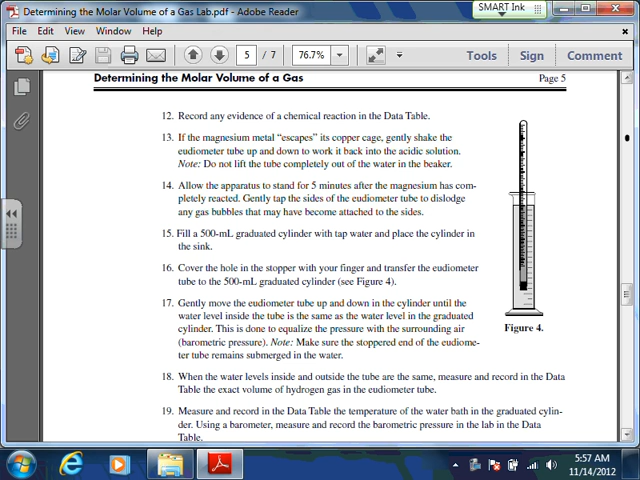 Determining the Molar Volume of a Gas Lab.pdf - Adobe Reader
SMART Ink
File Edit View Window Help
5 / 7 76.7% Tools Sign Comment
Determining the Molar Volume of a Gas Page 5
12. Record any evidence of a chemical reaction in the Data Table.
13. If the magnesium metal “escapes” its copper cage, gently shake the
eudiometer tube up and down to work it back into the acidic solution.
Note: Do not lift the tube completely out of the water in the beaker.
14. Allow the apparatus to stand for 5 minutes after the magnesium has com-
pletely reacted. Gently tap the sides of the eudiometer tube to dislodge
any gas bubbles that may have become attached to the sides.
15. Fill a 500-mL graduated cylinder with tap water and place the cylinder in
the sink.
16. Cover the hole in the stopper with your finger and transfer the eudiometer
tube to the 500-mL graduated cylinder (see Figure 4).
17. Gently move the eudiometer tube up and down in the cylinder until the
water level inside the tube is the same as the water level in the graduated
cylinder. This is done to equalize the pressure with the surrounding air
(barometric pressure). Note: Make sure the stoppered end of the eudiome-
ter tube remains submerged in the water.
Figure 4.
18. When the water levels inside and outside the tube are the same, measure and record in the Data
Table the exact volume of hydrogen gas in the eudiometer tube.
19. Measure and record in the Data Table the temperature of the water bath in the graduated cylin-
der. Using a barometer, measure and record the barometric pressure in the lab in the Data
Table.
5:57 AM
11/14/2012